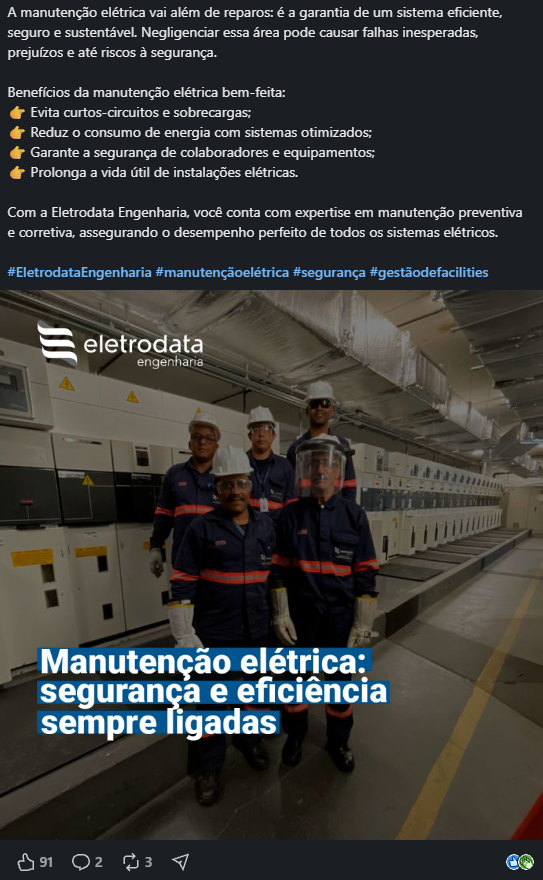 A manutenção elétrica vai além de reparos: é a garantia de um sistema eficiente,
seguro e sustentável. Negligenciar essa área pode causar falhas inesperadas,
prejuízos e até riscos à segurança.
Benefícios da manutenção elétrica bem-feita:
👉 Evita curtos-circuitos e sobrecargas;
👉 Reduz o consumo de energia com sistemas otimizados;
👉 Garante a segurança de colaboradores e equipamentos;
👉 Prolonga a vida útil de instalações elétricas.
Com a Eletrodata Engenharia, você conta com expertise em manutenção preventiva
e corretiva, assegurando o desempenho perfeito de todos os sistemas elétricos.
#EletrodataEngenharia #manutençãoelétrica #segurança #gestãodefacilities
eletrodata
engenharia
Manutenção elétrica:
segurança e eficiência
sempre ligadas
91 2 3